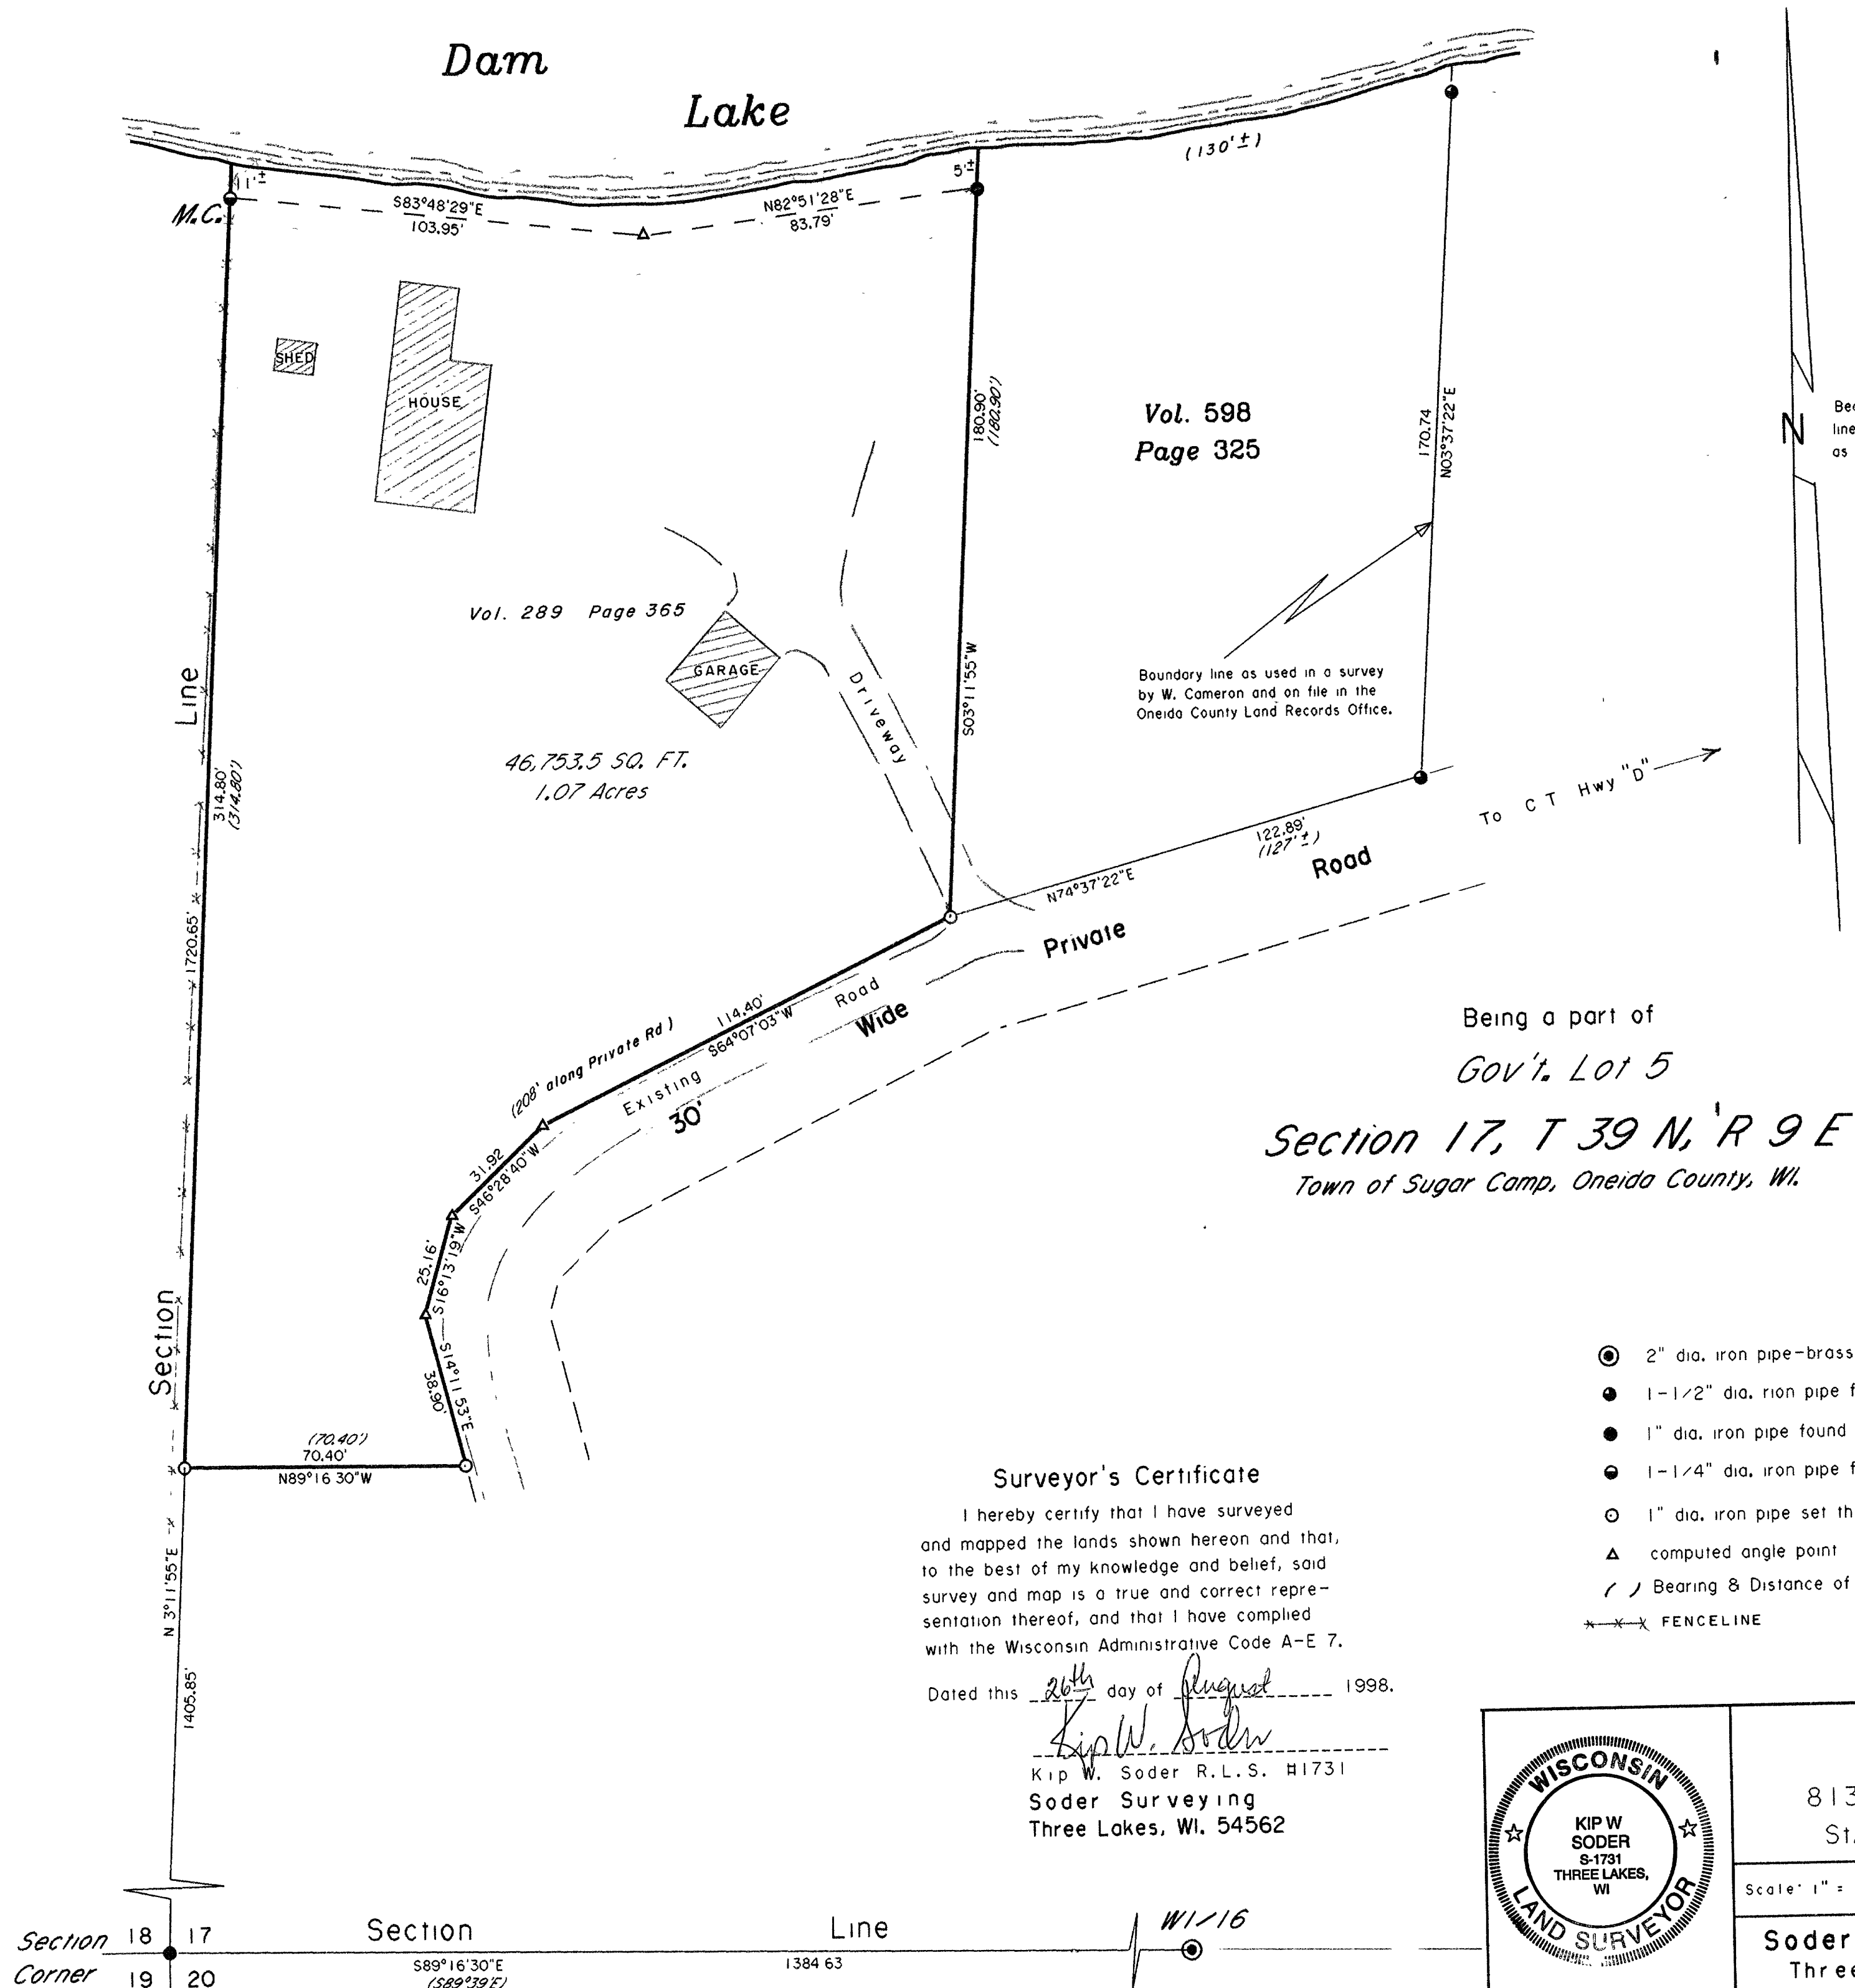 Dam
Lake
(130'±)
11'±
5'±
M.C.
S83°48'29"E
103.95'
N82°51'28"E
83.79'
SHED
HOUSE
180.90'
(180.90')
S03°11'55"W
Vol. 598
Page 325
170.74
N03°37'22"E
N
line
as
Vol. 289 Page 365
GARAGE
Driveway
Boundary line as used in a survey
by W. Cameron and on file in the
Oneida County Land Records Office.
46,753.5 SQ. FT.
1.07 Acres
Section Line
314.80'
(314.80')
1720.65'
To C T Hwy "D"
122.89'
(127'±)
N74°37'22"E
Private Road
(208' along Private Rd )
114.40'
S64°07'03"W
Existing Road
30' Wide
31.92
S46°28'40"W
25.16'
S16°13'19"W
S14°11'53"E
38.90'
(70.40')
70.40'
N89°16 30"W
Being a part of
Gov't. Lot 5
Section 17, T 39 N, R 9 E
Town of Sugar Camp, Oneida County, WI.
2" dia. iron pipe-brass
1-1/2" dia. rion pipe f
1" dia. iron pipe found
1-1/4" dia. iron pipe f
1" dia. iron pipe set th
computed angle point
( ) Bearing & Distance of
FENCELINE
N 3°11'55"E
1405.85'
Surveyor's Certificate
I hereby certify that I have surveyed
and mapped the lands shown hereon and that,
to the best of my knowledge and belief, said
survey and map is a true and correct repre-
sentation thereof, and that I have complied
with the Wisconsin Administrative Code A-E 7.
Dated this 26th day of August 1998.
Kip W. Soder
Kip W. Soder R.L.S. #1731
Soder Surveying
Three Lakes, WI. 54562
WISCONSIN
KIP W
SODER
S-1731
THREE LAKES,
WI
LAND SURVEYOR
813
St.
Scale 1" =
Soder
Three
Section 18 17
Corner 19 20
Section Line
S89°16'30"E
(S89°39'E)
1384 63
W1/16